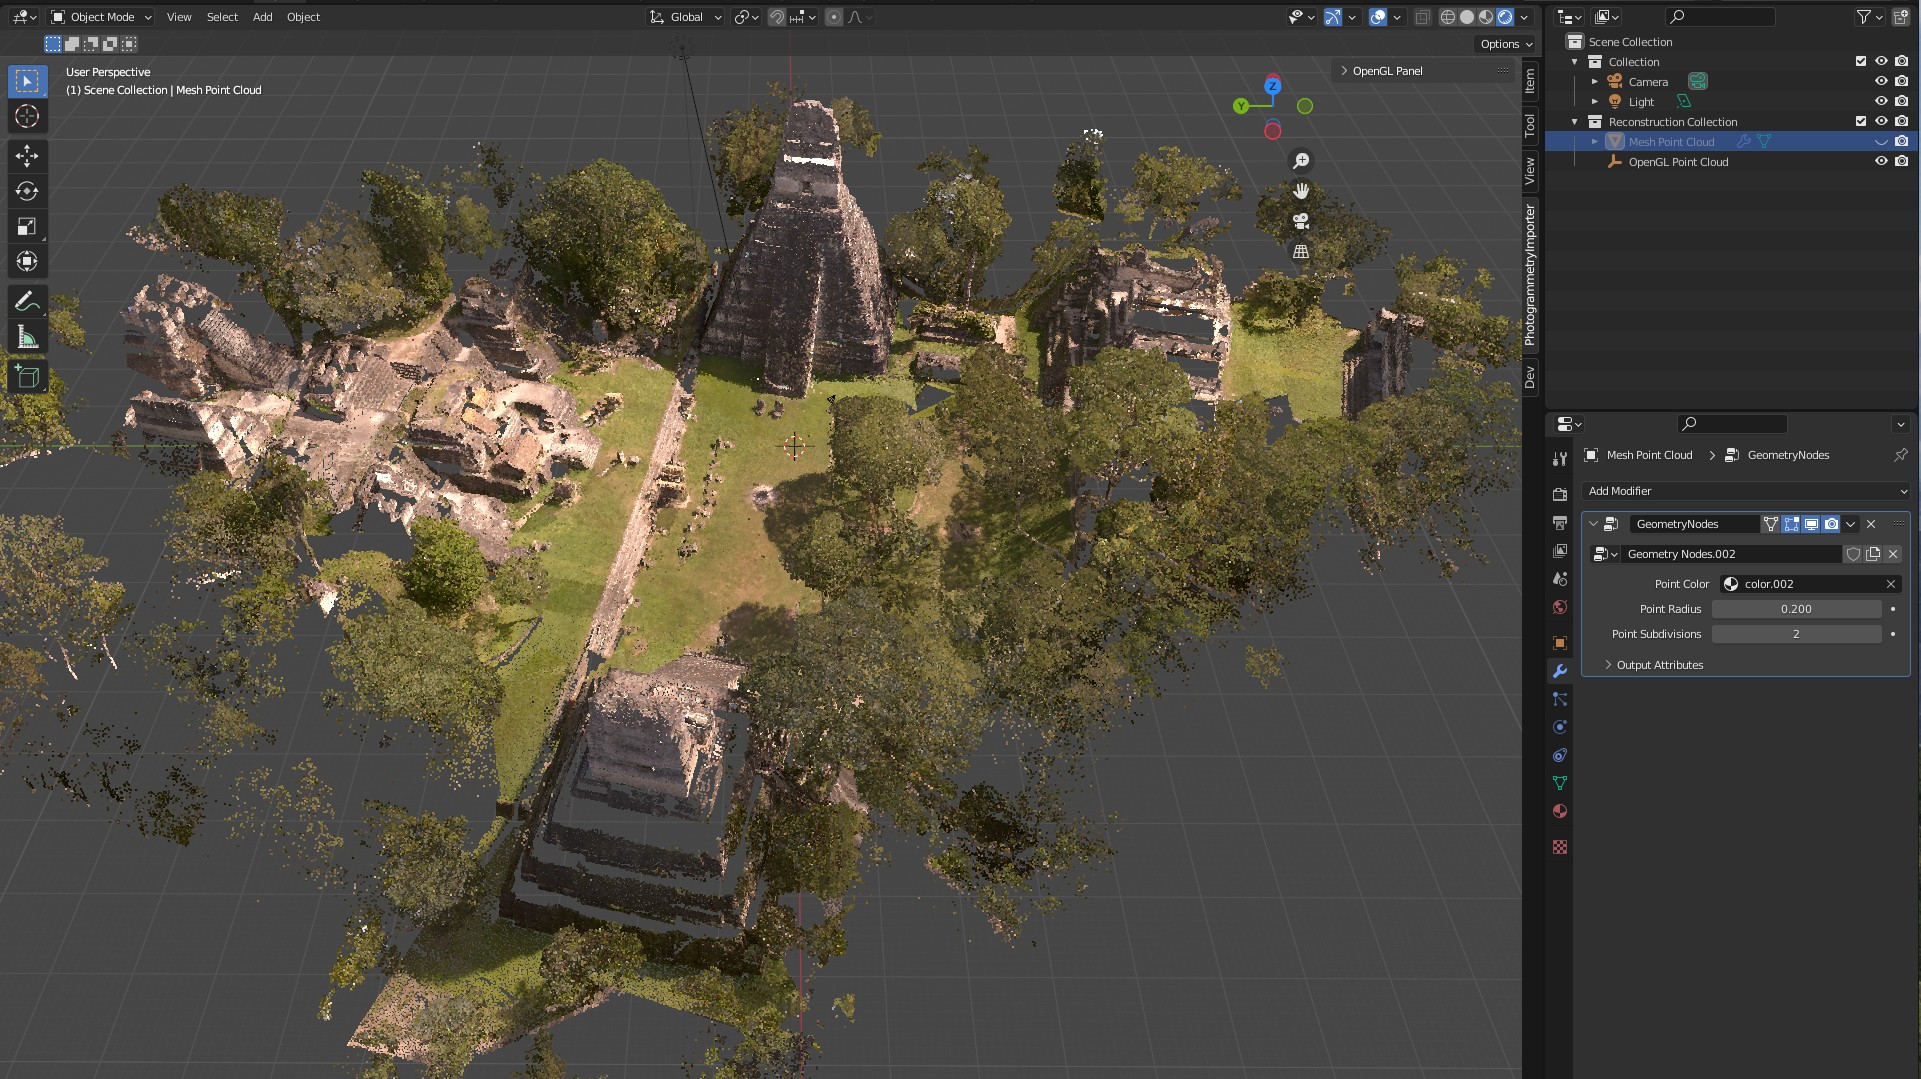 Object Mode View Select Add Object Global
Options
User Perspective
(1) Scene Collection | Mesh Point Cloud
OpenGL Panel
Z
Y
Item
Tool
View
PhotogrammetryImporter
Dev
Scene Collection
Collection
Camera
Light
Reconstruction Collection
Mesh Point Cloud
OpenGL Point Cloud
Mesh Point Cloud > GeometryNodes
Add Modifier
GeometryNodes
Geometry Nodes.002
Point Color color.002
Point Radius 0.200
Point Subdivisions 2
Output Attributes